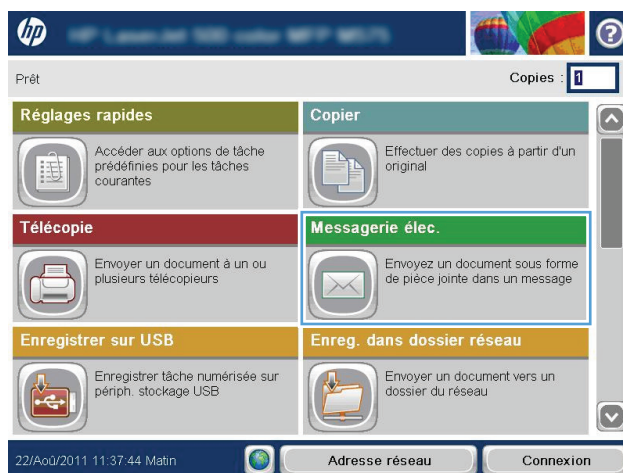 hp
Prêt
Copies : 1
Réglages rapides
Accéder aux options de tâche
prédéfinies pour les tâches
courantes
Copier
Effectuer des copies à partir d'un
original
Télécopie
Envoyer un document à un ou
plusieurs télécopieurs
Messagerie élec.
Envoyez un document sous forme
de pièce jointe dans un message
Enregistrer sur USB
Enregistrer tâche numérisée sur
périph. stockage USB
Enreg. dans dossier réseau
Envoyer un document vers un
dossier du réseau
22/Aoû/2011 11:37:44 Matin
Adresse réseau
Connexion